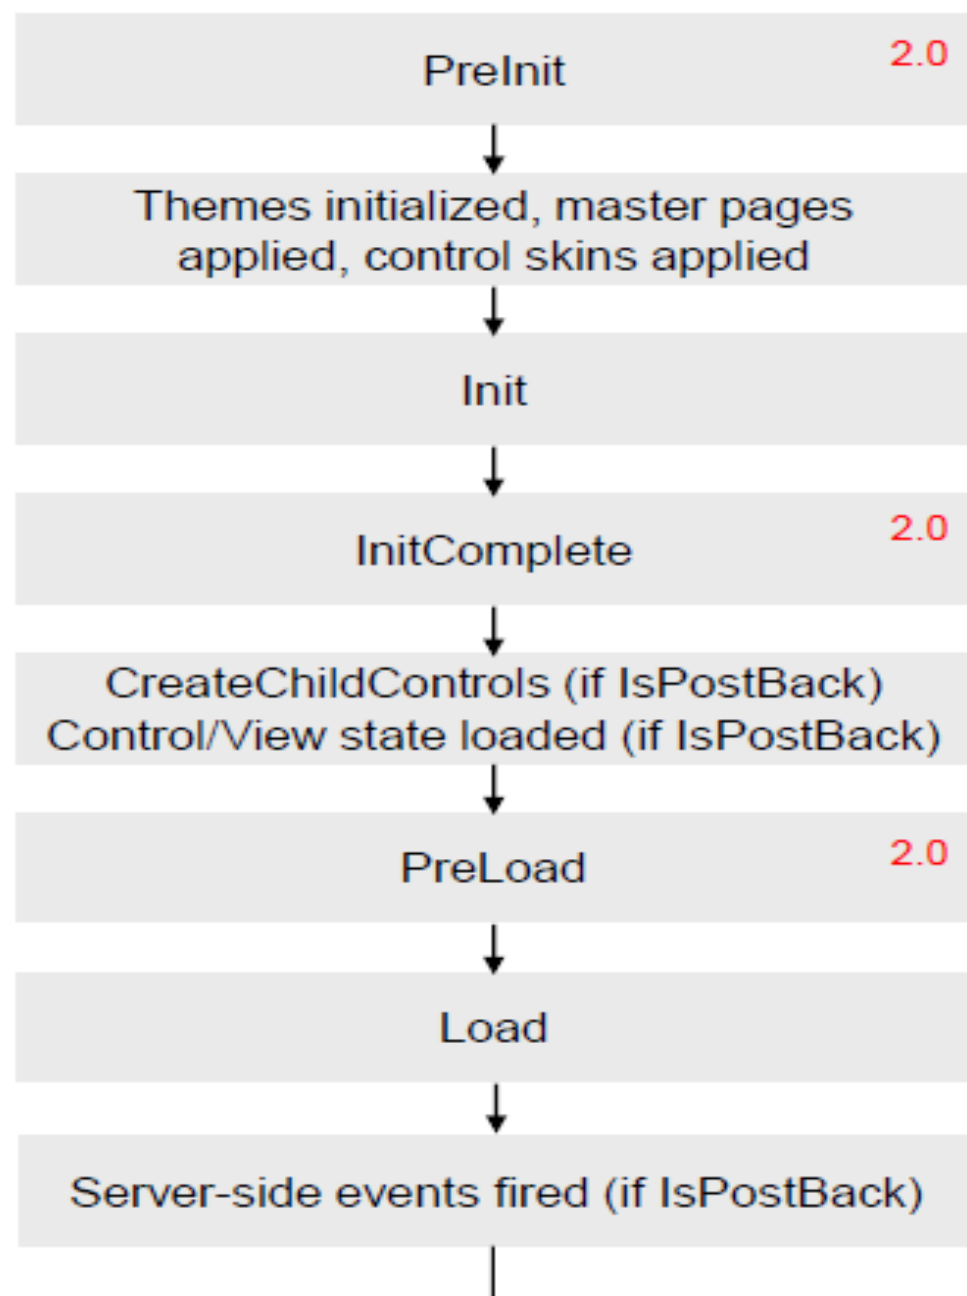 PreInit
2.0
Themes initialized, master pages
applied, control skins applied
Init
InitComplete
2.0
CreateChildControls (if IsPostBack)
Control/View state loaded (if IsPostBack)
PreLoad
2.0
Load
Server-side events fired (if IsPostBack)